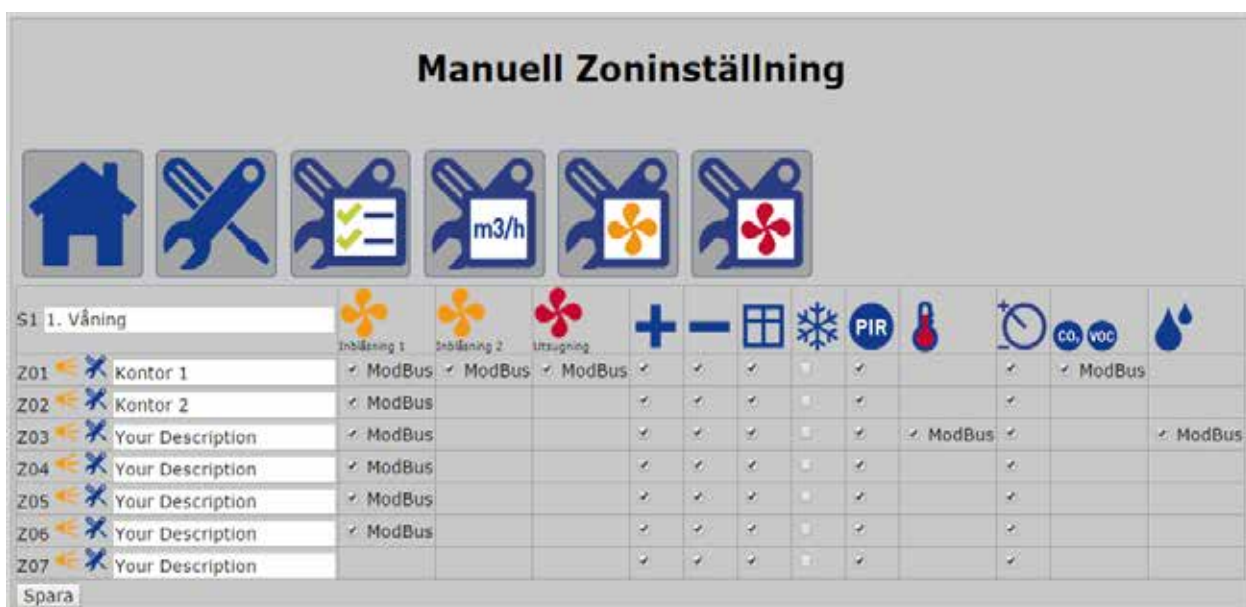 Manuell Zoninställning
m3/h
S1 1. Våning
Inblåsning 1 Inblåsning 2 Utsugning PIR CO₂ VOC
Z01 Kontor 1 ModBus ModBus ModBus ModBus
Z02 Kontor 2 ModBus
Z03 Your Description ModBus ModBus ModBus
Z04 Your Description ModBus
Z05 Your Description ModBus
Z06 Your Description ModBus
Z07 Your Description
Spara